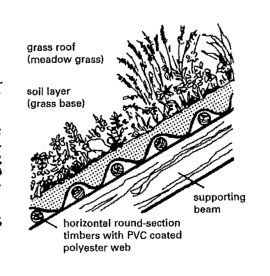 grass roof
(meadow grass)
soil layer
(grass base)
supporting
beam
horizontal round-section
timbers with PVC coated
polyester web